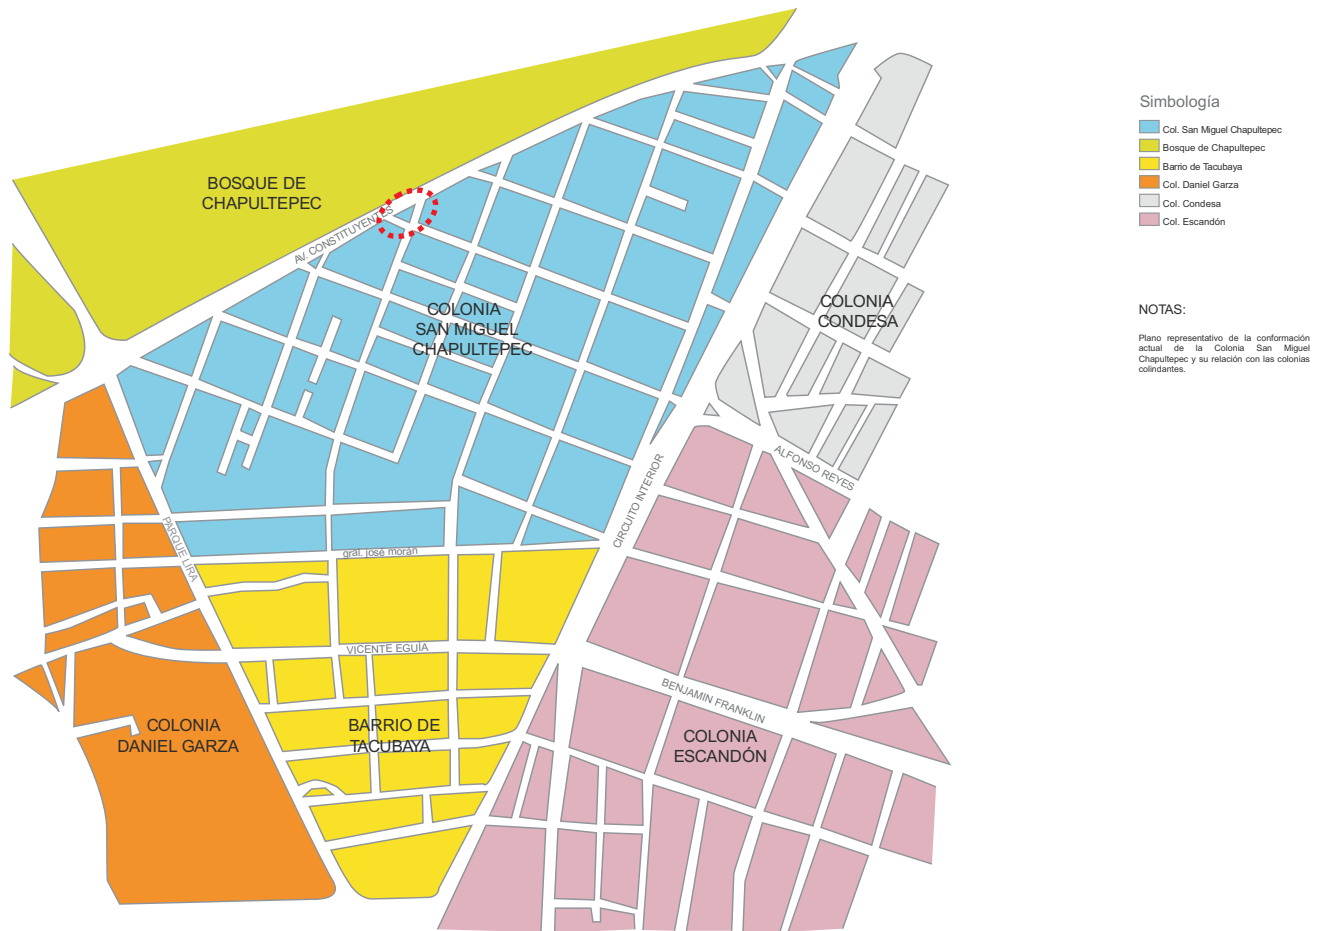 BOSQUE DE
CHAPULTEPEC
AV. CONSTITUYENTES
COLONIA
SAN MIGUEL
CHAPULTEPEC
COLONIA
CONDESA
ALFONSO REYES
CIRCUITO INTERIOR
PARQUE LIRA
gral. josé morán
VICENTE EGUÍA
BENJAMIN FRANKLIN
COLONIA
DANIEL GARZA
BARRIO DE
TACUBAYA
COLONIA
ESCANDÓN
Simbología
Col. San Miguel Chapultepec
Bosque de Chapultepec
Barrio de Tacubaya
Col. Daniel Garza
Col. Condesa
Col. Escandón
NOTAS:
Plano representativo de la conformación
actual de la Colonia San Miguel
Chapultepec y su relación con las colonias
colindantes.